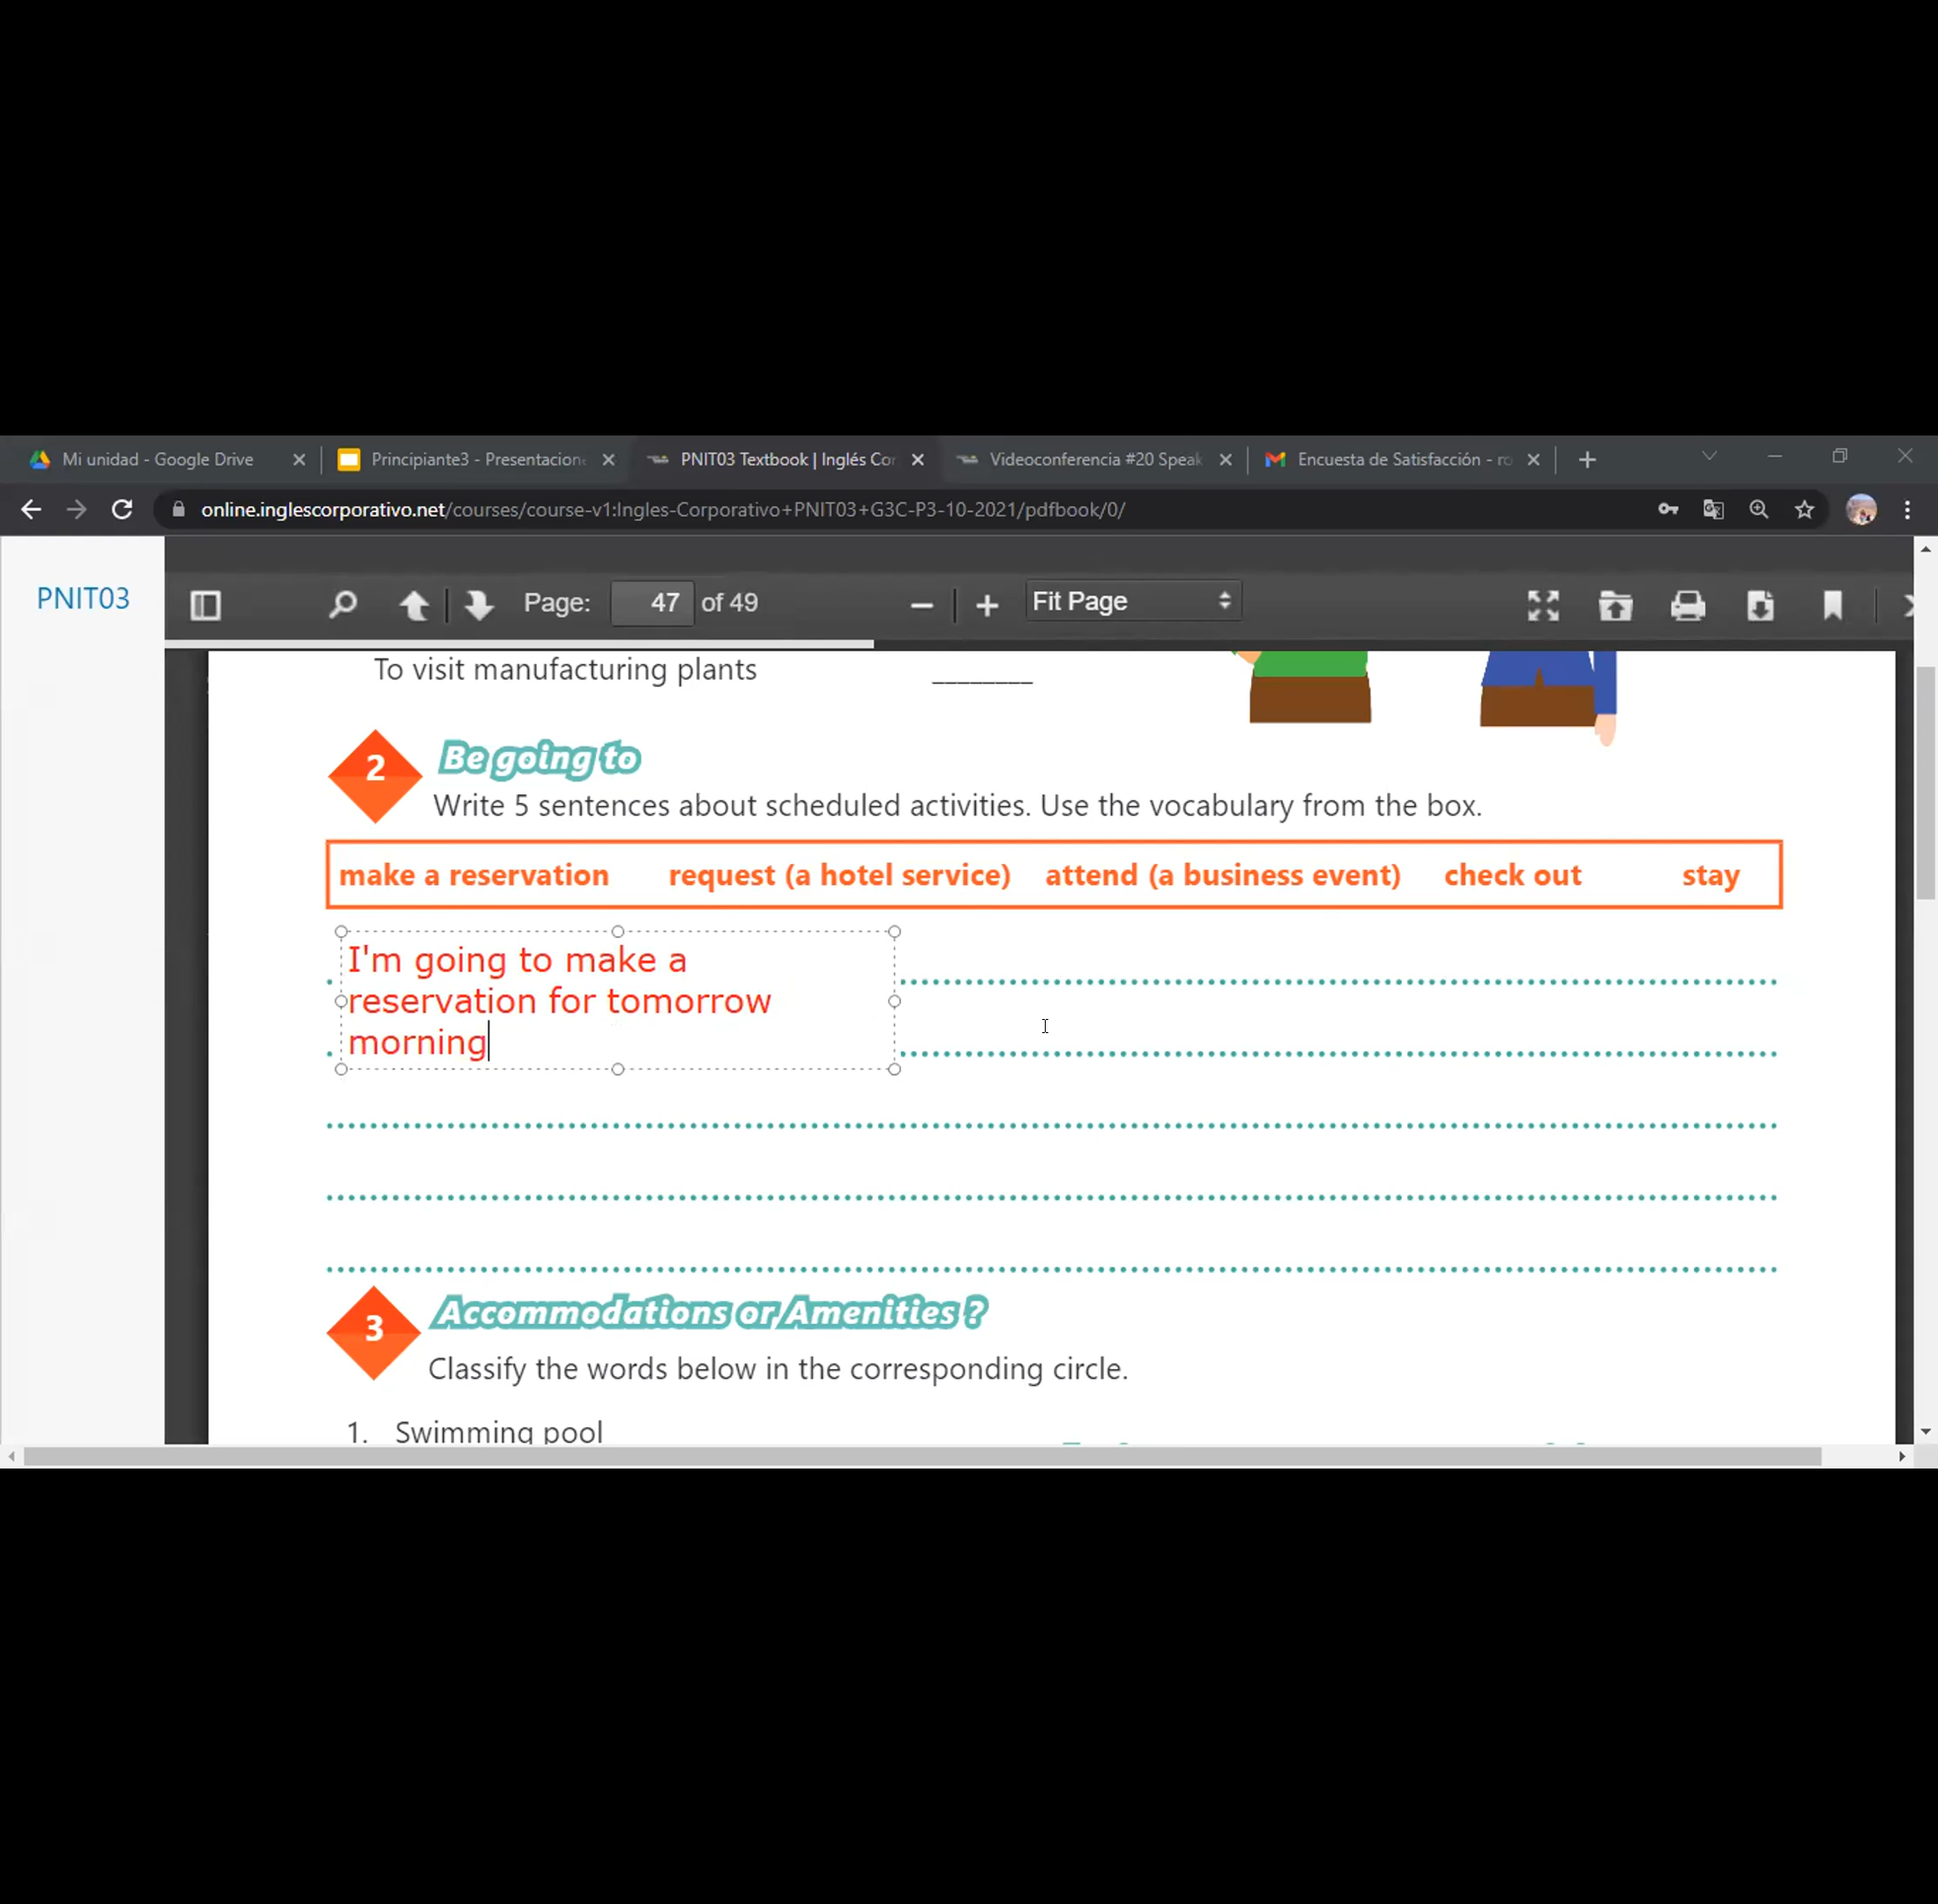 Mi unidad - Google Drive
Principiante3 - Presentacion
PNIT03 Textbook | Inglés Cor
Videoconferencia #20 Speak
Encuesta de Satisfacción - ro
online.inglescorporativo.net/courses/course-v1:Ingles-Corporativo+PNIT03+G3C-P3-10-2021/pdfbook/0/
PNIT03
Page: 47 of 49
Fit Page
To visit manufacturing plants ________
2 Be going to
Write 5 sentences about scheduled activities. Use the vocabulary from the box.
make a reservation request (a hotel service) attend (a business event) check out stay
I'm going to make a
reservation for tomorrow
morning
3 Accommodations or Amenities ?
Classify the words below in the corresponding circle.
1. Swimming pool